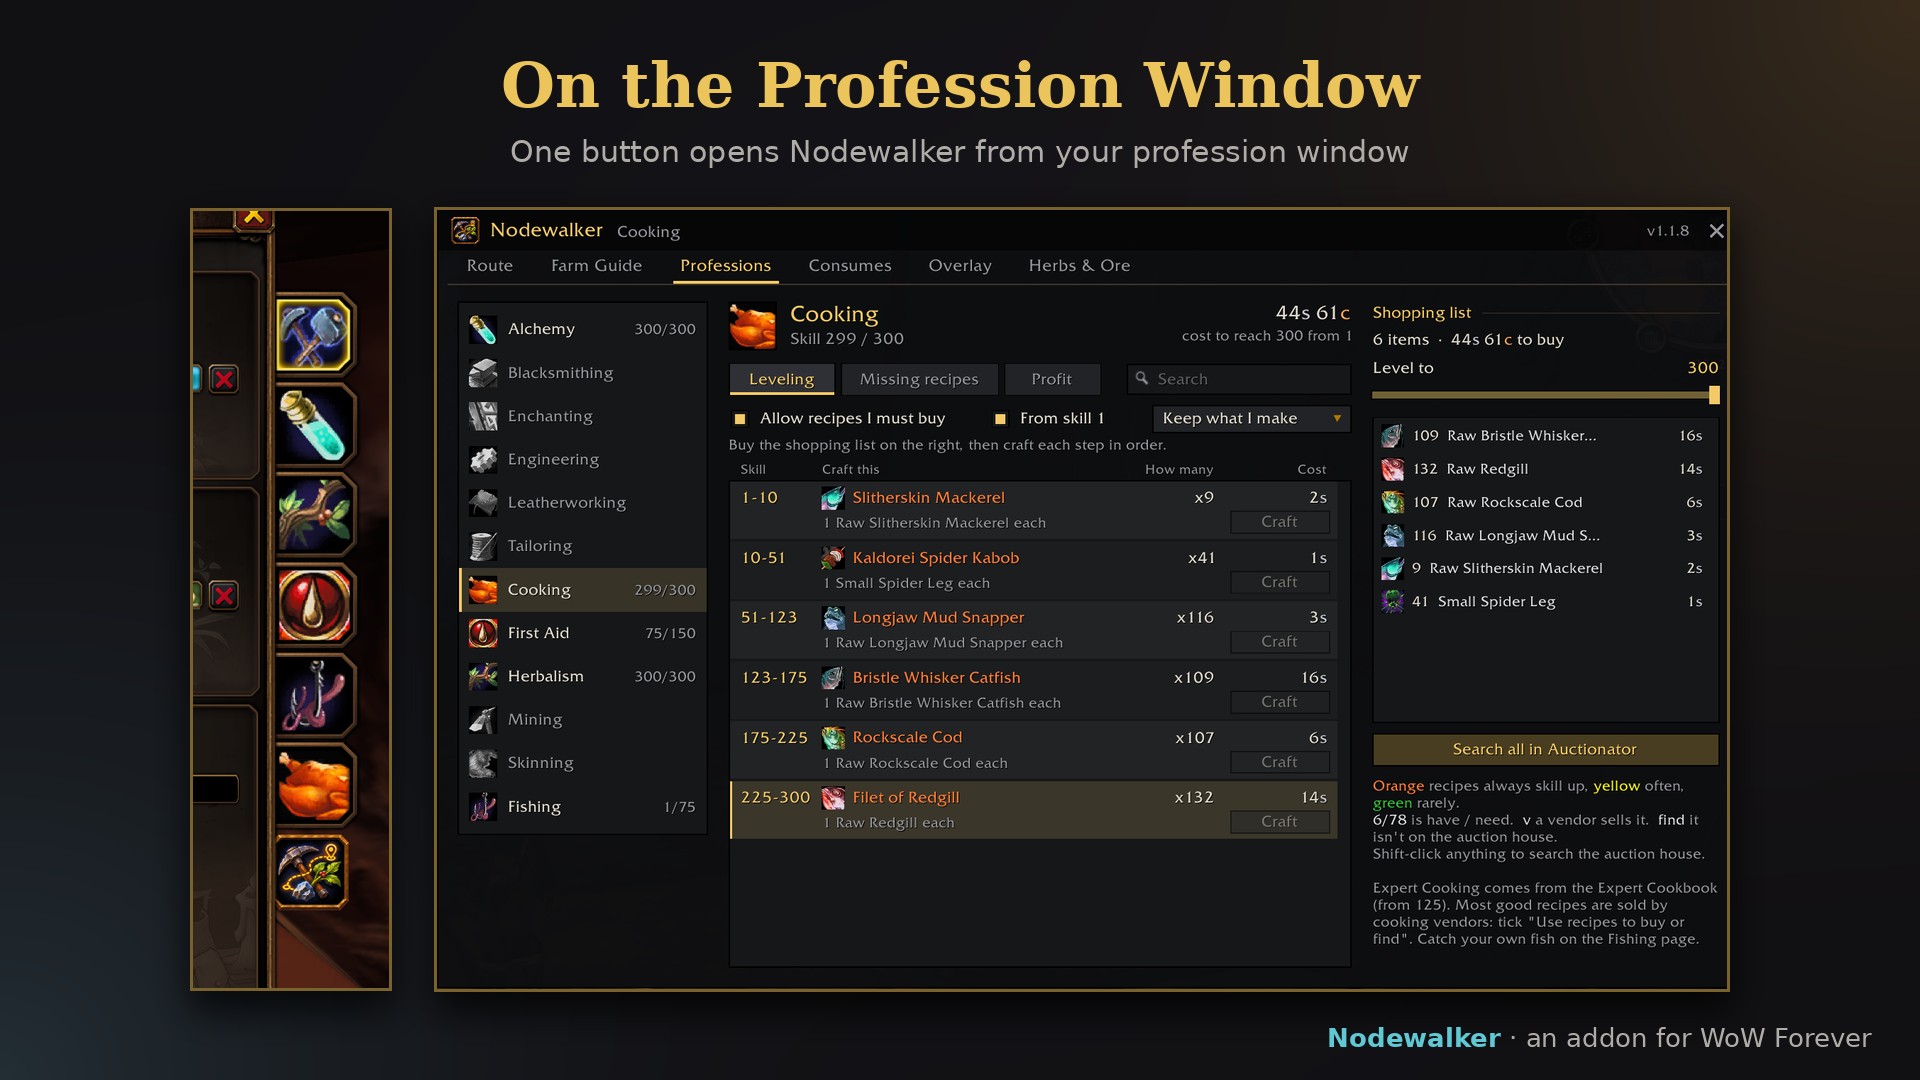 On the Profession Window
One button opens Nodewalker from your profession window
Nodewalker Cooking
v1.1.8
Route Farm Guide Professions Consumes Overlay Herbs & Ore
Alchemy 300/300
Blacksmithing
Enchanting
Engineering
Leatherworking
Tailoring
Cooking 299/300
First Aid 75/150
Herbalism 300/300
Mining
Skinning
Fishing 1/75
Cooking
Skill 299 / 300
44s 61c
cost to reach 300 from 1
Leveling Missing recipes Profit Search
Allow recipes I must buy From skill 1 Keep what I make
Buy the shopping list on the right, then craft each step in order.
Skill Craft this How many Cost
1-10 Slitherskin Mackerel x9 2s
1 Raw Slitherskin Mackerel each Craft
10-51 Kaldorei Spider Kabob x41 1s
1 Small Spider Leg each Craft
51-123 Longjaw Mud Snapper x116 3s
1 Raw Longjaw Mud Snapper each Craft
123-175 Bristle Whisker Catfish x109 16s
1 Raw Bristle Whisker Catfish each Craft
175-225 Rockscale Cod x107 6s
1 Raw Rockscale Cod each Craft
225-300 Filet of Redgill x132 14s
1 Raw Redgill each Craft
Shopping list
6 items · 44s 61c to buy
Level to 300
109 Raw Bristle Whisker... 16s
132 Raw Redgill 14s
107 Raw Rockscale Cod 6s
116 Raw Longjaw Mud S... 3s
9 Raw Slitherskin Mackerel 2s
41 Small Spider Leg 1s
Search all in Auctionator
Orange recipes always skill up, yellow often,
green rarely.
6/78 is have / need. v a vendor sells it. find it
isn't on the auction house.
Shift-click anything to search the auction house.
Expert Cooking comes from the Expert Cookbook
(from 125). Most good recipes are sold by
cooking vendors: tick "Use recipes to buy or
find". Catch your own fish on the Fishing page.
Nodewalker · an addon for WoW Forever